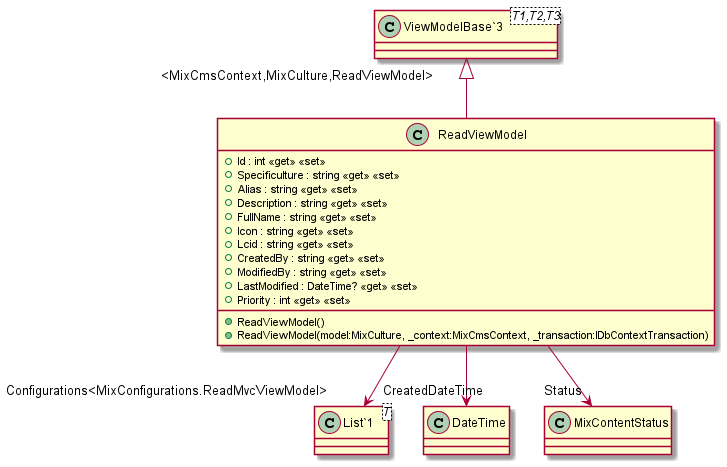 C ViewModelBase`3 T1,T2,T3
<MixCmsContext,MixCulture,ReadViewModel>
C ReadViewModel
Id : int «get» «set»
Specificulture : string «get» «set»
Alias : string «get» «set»
Description : string «get» «set»
FullName : string «get» «set»
Icon : string «get» «set»
Lcid : string «get» «set»
CreatedBy : string «get» «set»
ModifiedBy : string «get» «set»
LastModified : DateTime? «get» «set»
Priority : int «get» «set»
ReadViewModel()
ReadViewModel(model:MixCulture, _context:MixCmsContext, _transaction:IDbContextTransaction)
Configurations<MixConfigurations.ReadMvcViewModel> CreatedDateTime Status
C List`1 T C DateTime C MixContentStatus